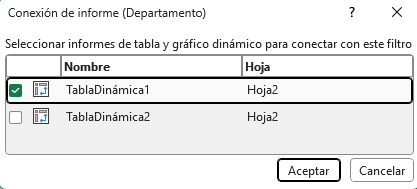 Conexión de informe (Departamento)
?
Seleccionar informes de tabla y gráfico dinámico para conectar con este filtro
Nombre Hoja
TablaDinámica1 Hoja2
TablaDinámica2 Hoja2
Aceptar Cancelar